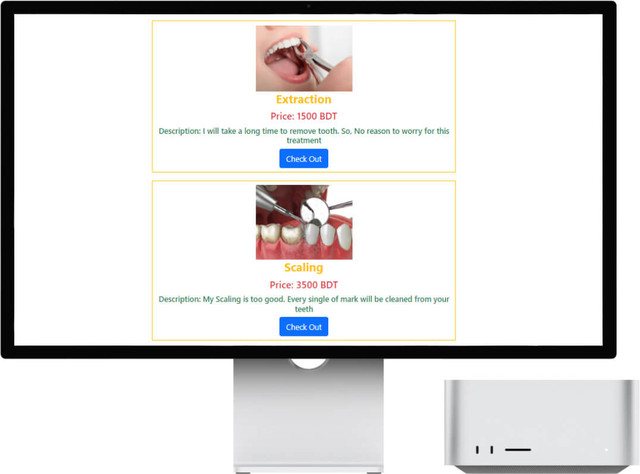 Extraction
Price: 1500 BDT
Description: I will take a long time to remove tooth. So, No reason to worry for this
treatment
Check Out
Scaling
Price: 3500 BDT
Description: My Scaling is too good. Every single of mark will be cleaned from your
teeth
Check Out